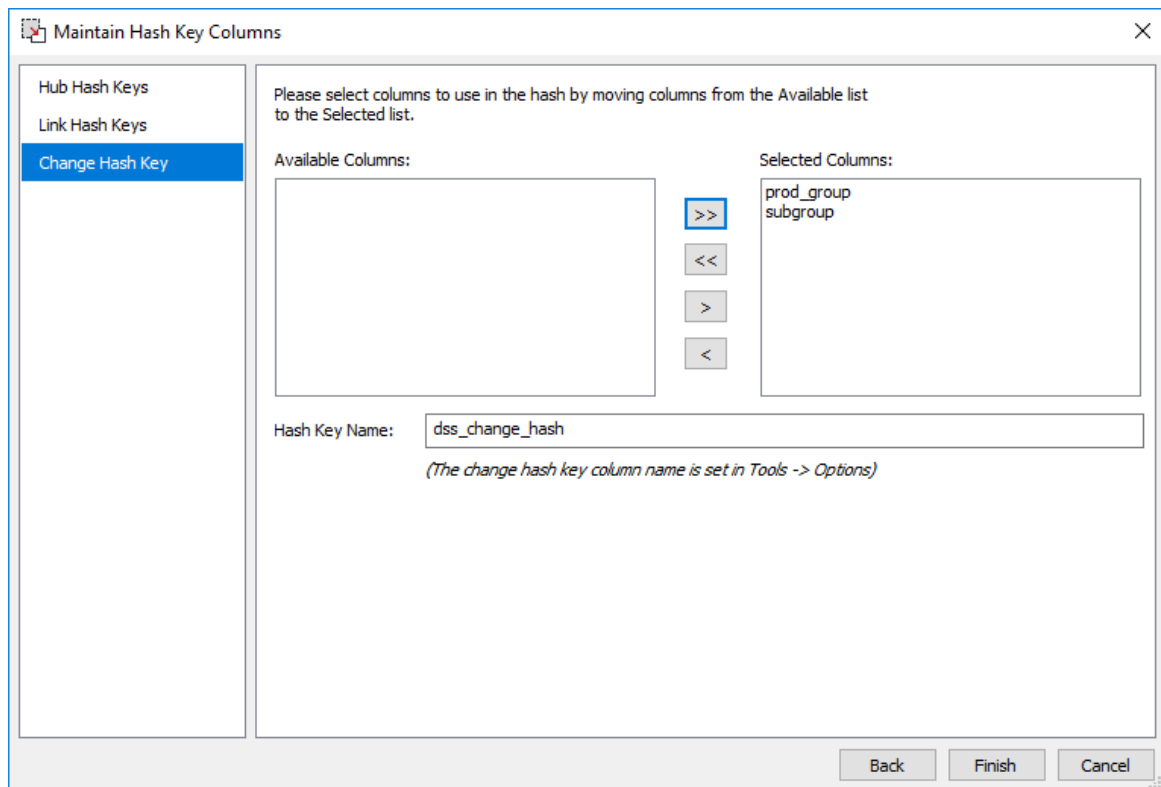 Maintain Hash Key Columns
Hub Hash Keys
Link Hash Keys
Change Hash Key
Please select columns to use in the hash by moving columns from the Available list
to the Selected list.
Available Columns:
Selected Columns:
prod_group
subgroup
>>
<<
>
<
Hash Key Name:
dss_change_hash
(The change hash key column name is set in Tools -> Options)
Back
Finish
Cancel